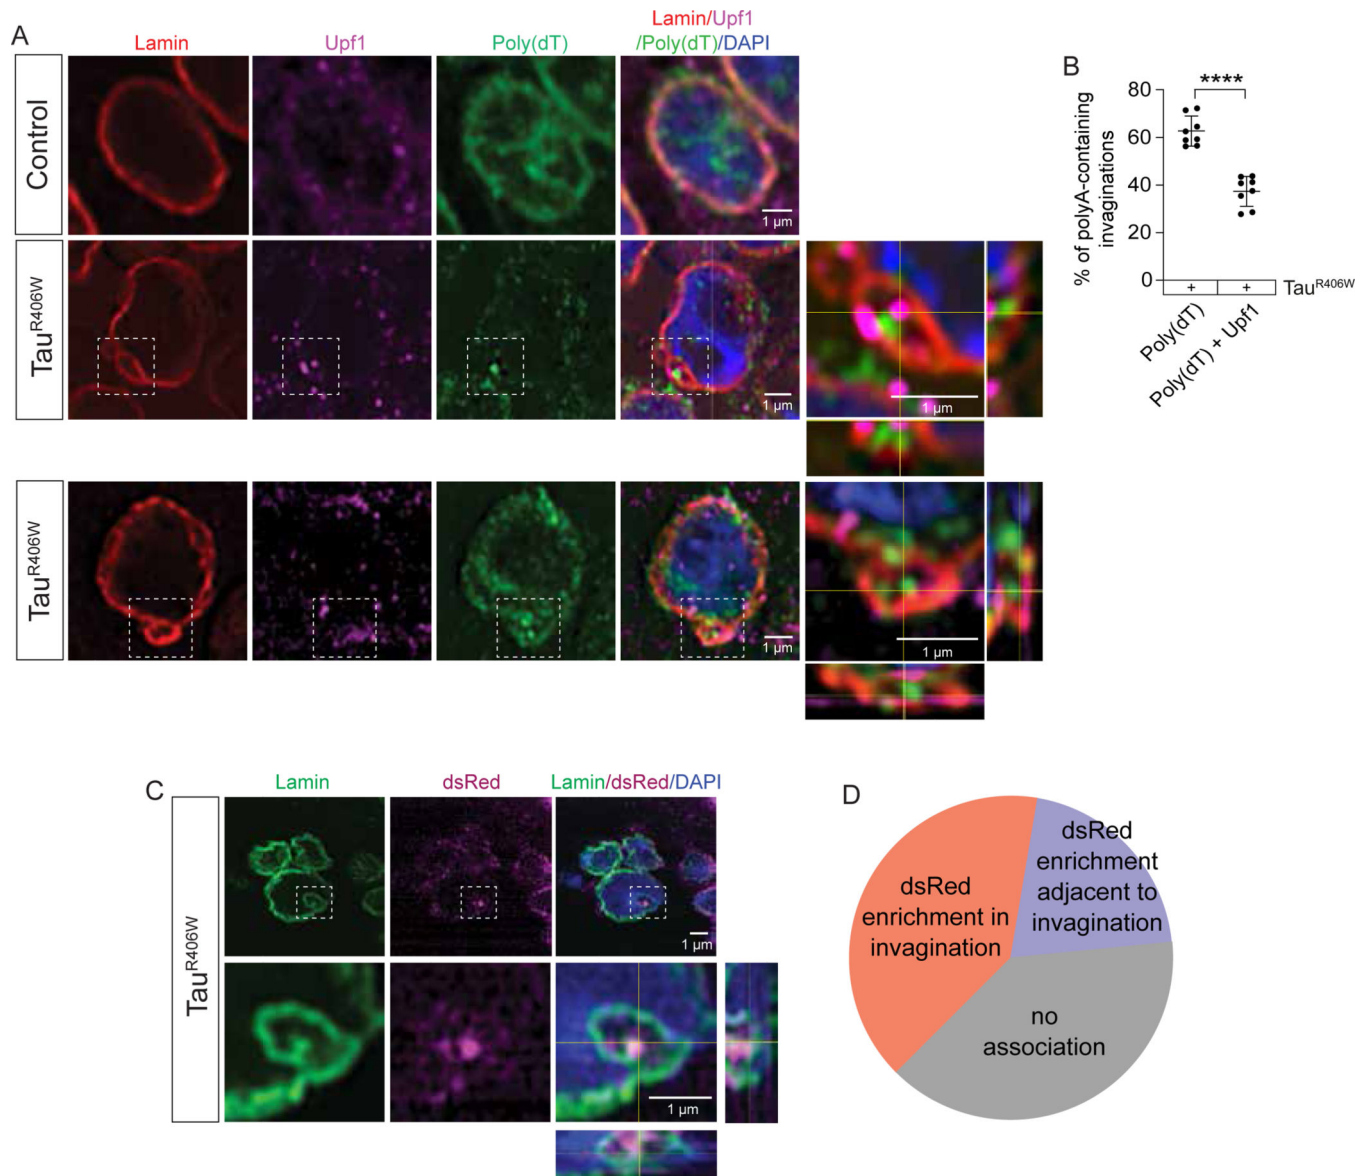 A
Lamin
Upf1
Poly(dT)
Lamin/Upf1
/Poly(dT)/DAPI
Control
1 µm
Tau^R406W
1 µm
1 µm
Tau^R406W
1 µm
1 µm
B
****
% of polyA-containing
invaginations
80
60
40
20
0
+
+
Tau^R406W
Poly(dT)
Poly(dT) + Upf1
C
Lamin
dsRed
Lamin/dsRed/DAPI
Tau^R406W
1 µm
1 µm
D
dsRed
enrichment in
invagination
dsRed
enrichment
adjacent to
invagination
no
association